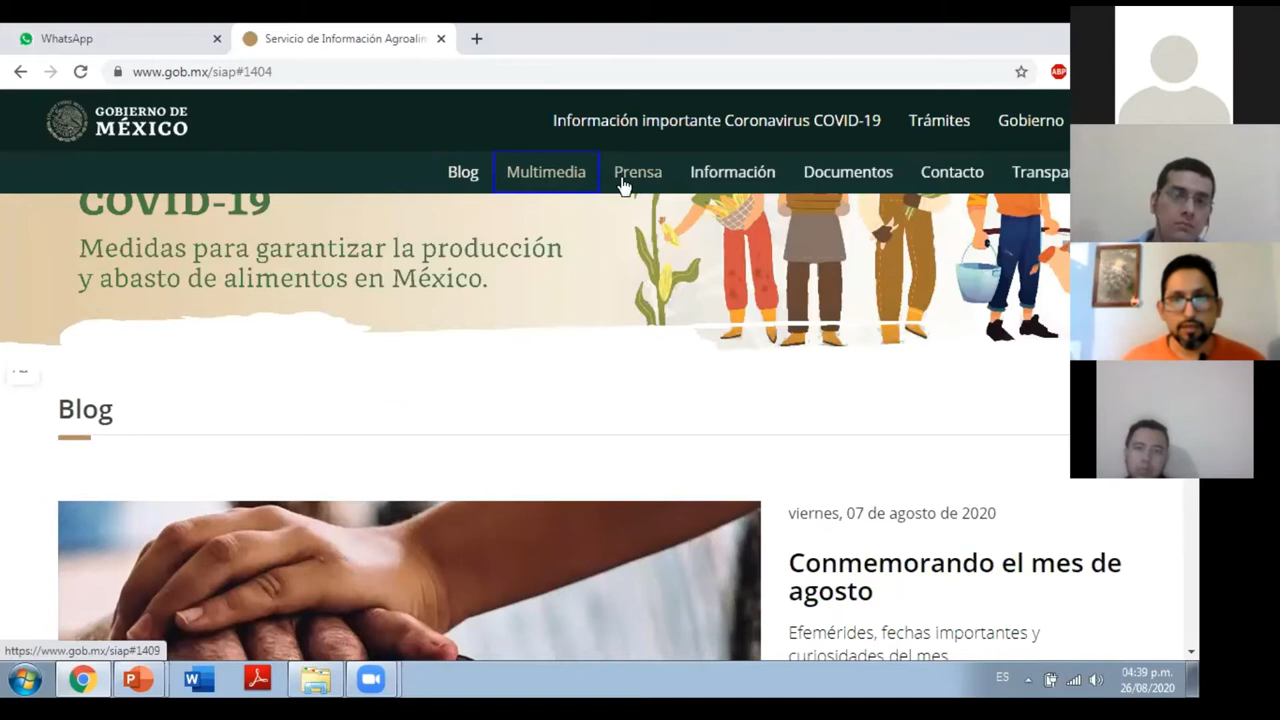 WhatsApp
Servicio de Información Agroalim
www.gob.mx/siap#1404
ABP
GOBIERNO DE
MÉXICO
Información importante Coronavirus COVID-19 Trámites Gobierno
Blog Multimedia Prensa Información Documentos Contacto Transpa
COVID-19
Medidas para garantizar la producción
y abasto de alimentos en México.
Blog
viernes, 07 de agosto de 2020
Conmemorando el mes de
agosto
Efemérides, fechas importantes y
curiosidades del mes
https://www.gob.mx/siap#1409
ES
04:39 p.m.
26/08/2020